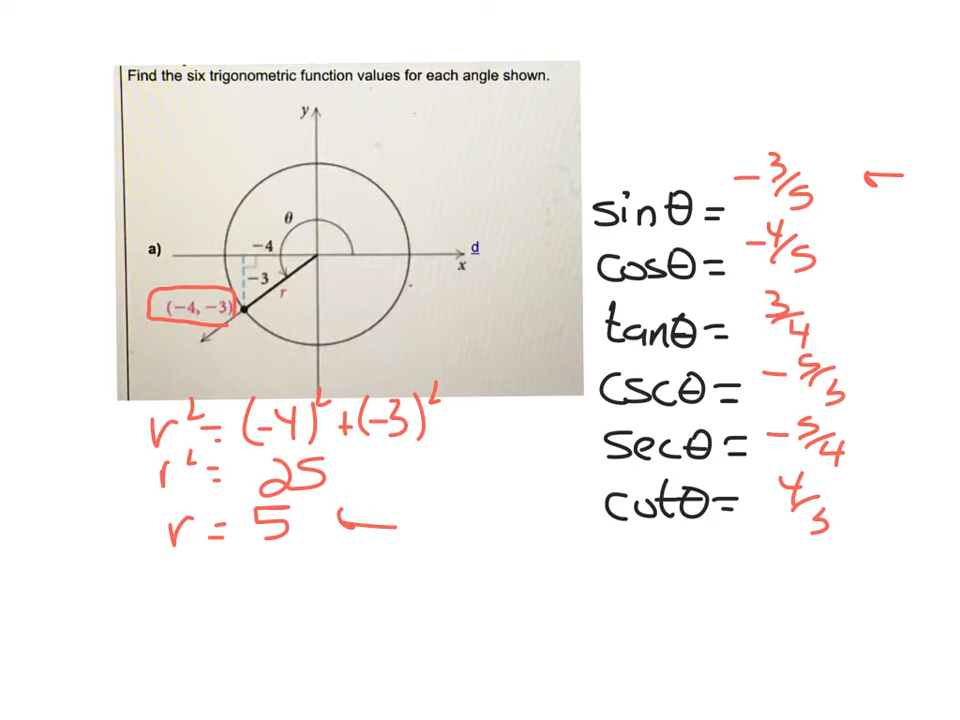 Find the six trigonometric function values for each angle shown.
y
θ
a)
−4
d
x
−3
r
(−4, −3)
r² = (-4)² + (-3)²
r² = 25
r = 5
sinθ = -3/5
cosθ = -4/5
tanθ = 3/4
cscθ = -5/3
secθ = -5/4
cotθ = 4/3